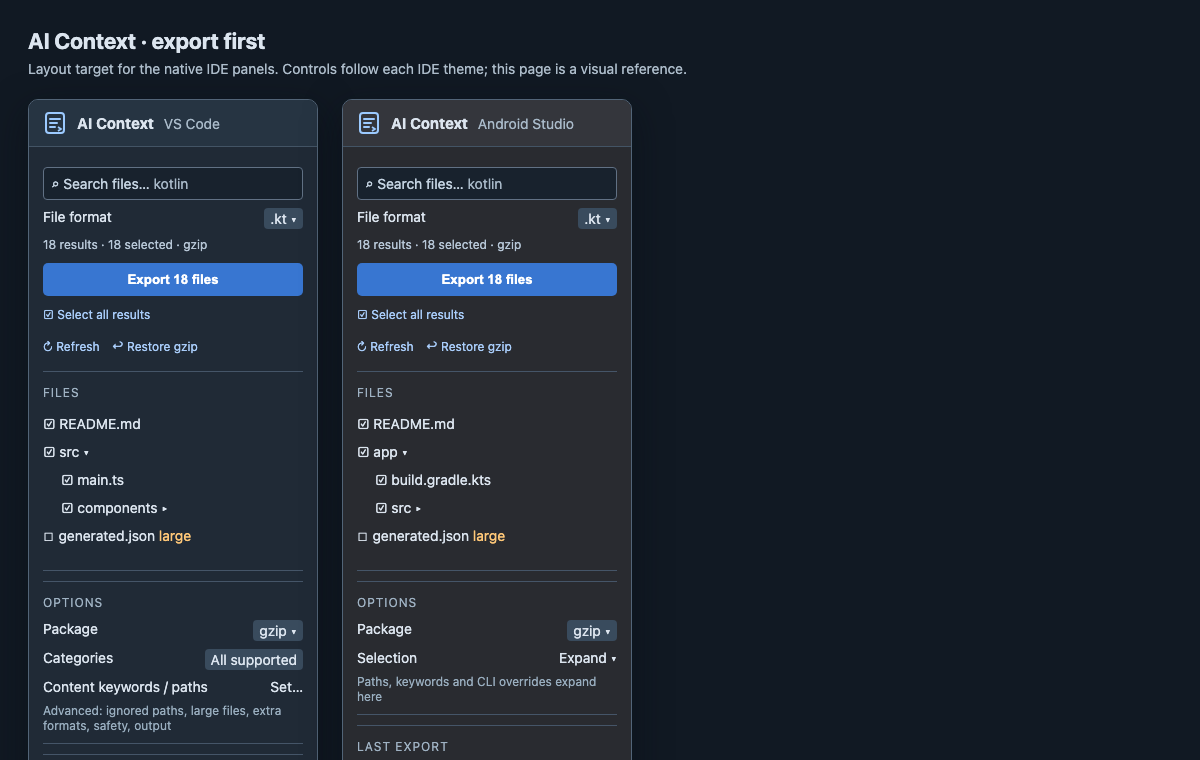 AI Context · export first
Layout target for the native IDE panels. Controls follow each IDE theme; this page is a visual reference.
AI Context VS Code
⌕ Search files... kotlin
File format .kt ▾
18 results · 18 selected · gzip
Export 18 files
☑ Select all results
↻ Refresh ↩ Restore gzip
FILES
☑ README.md
☑ src ▾
☑ main.ts
☑ components ▸
☐ generated.json large
OPTIONS
Package gzip ▾
Categories All supported
Content keywords / paths Set...
Advanced: ignored paths, large files, extra
formats, safety, output
AI Context Android Studio
⌕ Search files... kotlin
File format .kt ▾
18 results · 18 selected · gzip
Export 18 files
☑ Select all results
↻ Refresh ↩ Restore gzip
FILES
☑ README.md
☑ app ▾
☑ build.gradle.kts
☑ src ▸
☐ generated.json large
OPTIONS
Package gzip ▾
Selection Expand ▾
Paths, keywords and CLI overrides expand
here
LAST EXPORT